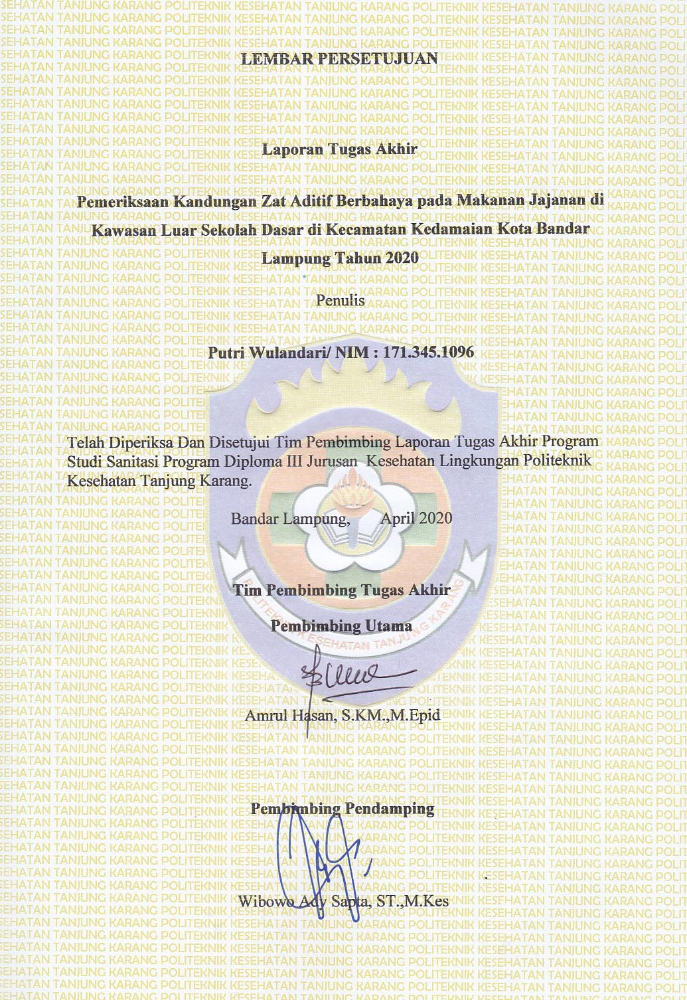 LEMBAR PERSETUJUAN
Laporan Tugas Akhir
Pemeriksaan Kandungan Zat Aditif Berbahaya pada Makanan Jajanan di
Kawasan Luar Sekolah Dasar di Kecamatan Kedamaian Kota Bandar
Lampung Tahun 2020
Penulis
Putri Wulandari/ NIM : 171.345.1096
Telah Diperiksa Dan Disetujui Tim Pembimbing Laporan Tugas Akhir Program
Studi Sanitasi Program Diploma III Jurusan Kesehatan Lingkungan Politeknik
Kesehatan Tanjung Karang.
Bandar Lampung, April 2020
Tim Pembimbing Tugas Akhir
Pembimbing Utama
POLITEKNIK KESEHATAN TANJUNG KARANG
Amrul Hasan, S.KM.,M.Epid
Pembimbing Pendamping
Wibowo Ady Sapta, ST.,M.Kes